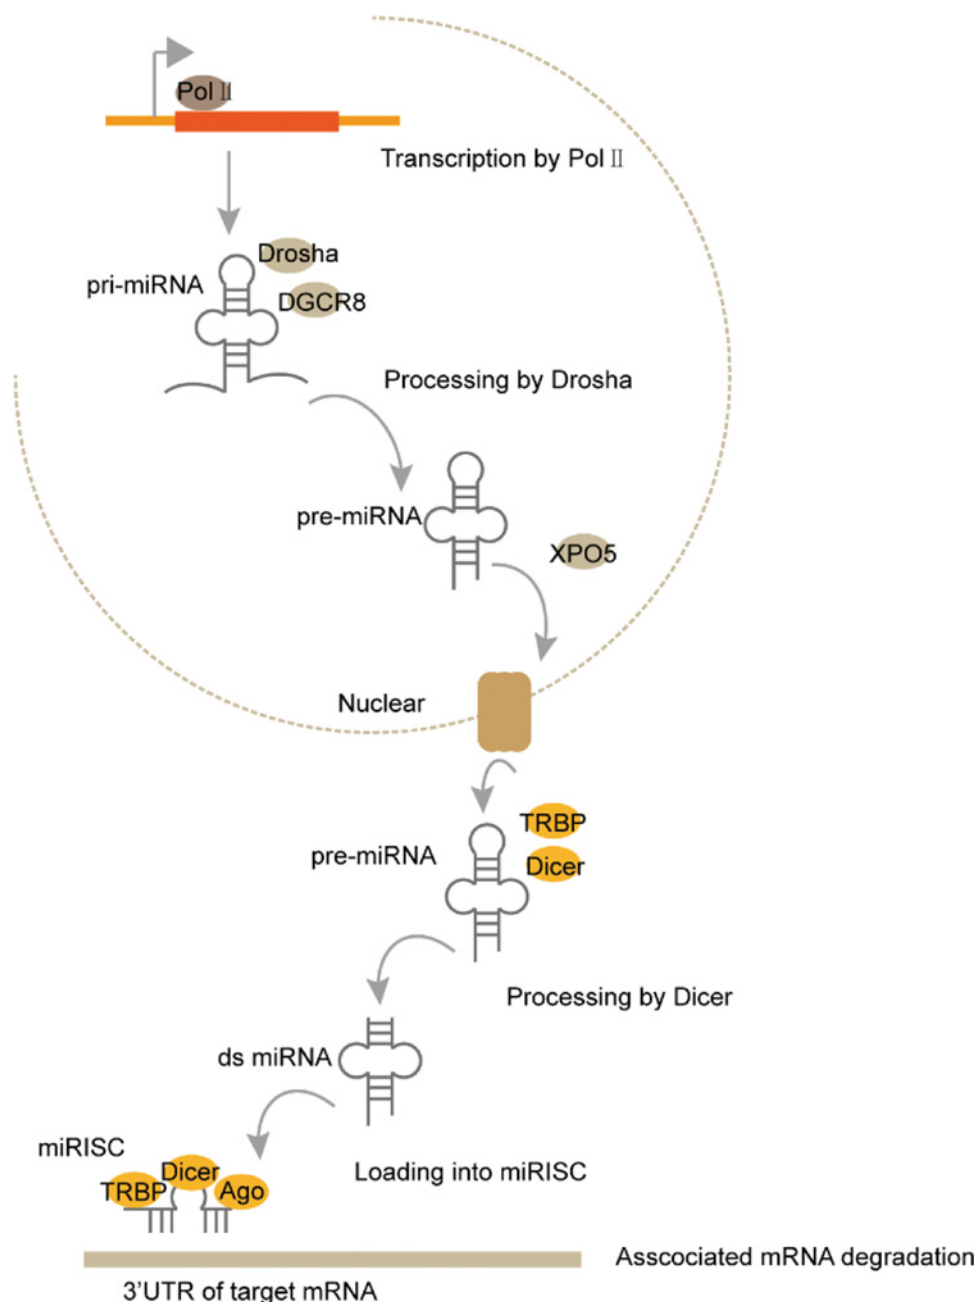 Pol Ⅱ
Transcription by Pol Ⅱ
Drosha
pri-miRNA
DGCR8
Processing by Drosha
pre-miRNA
XPO5
Nuclear
TRBP
pre-miRNA
Dicer
Processing by Dicer
ds miRNA
miRISC
Dicer
Loading into miRISC
TRBP
Ago
Asscociated mRNA degradation
3’UTR of target mRNA